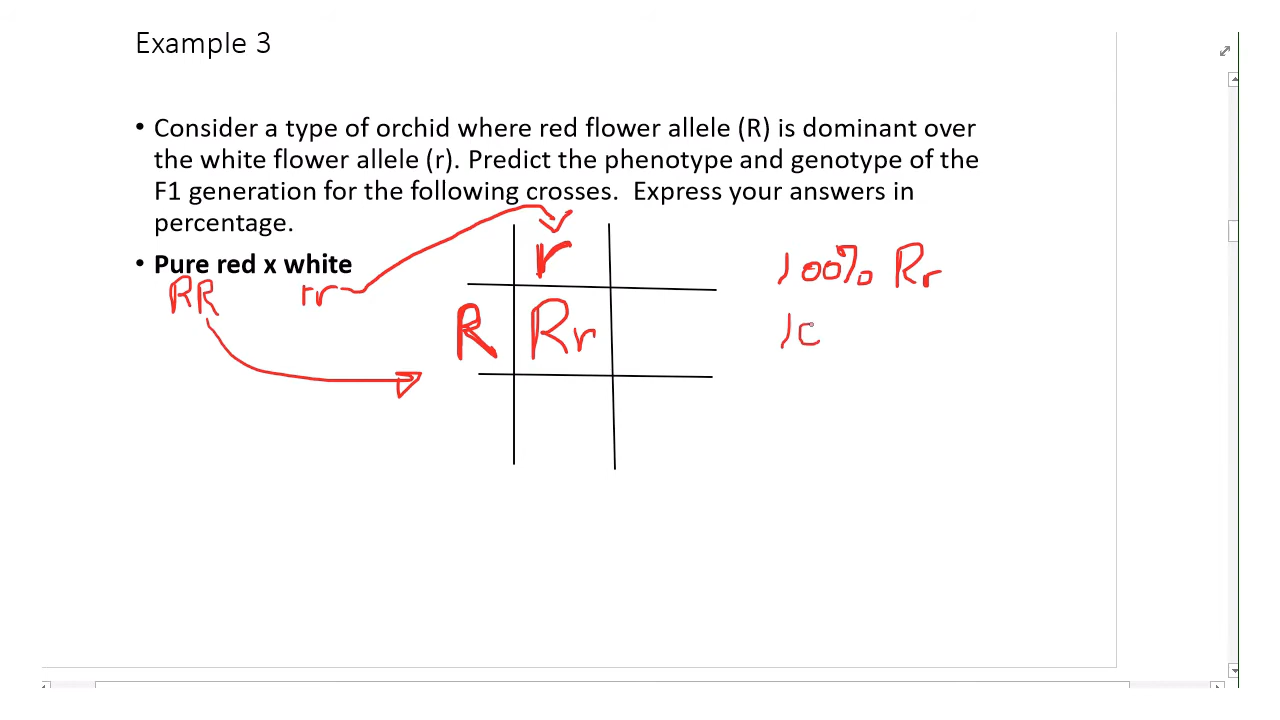 Example 3
• Consider a type of orchid where red flower allele (R) is dominant over
the white flower allele (r). Predict the phenotype and genotype of the
F1 generation for the following crosses.  Express your answers in
percentage.
• Pure red x white
RR rr
r
R Rr
100% Rr
10